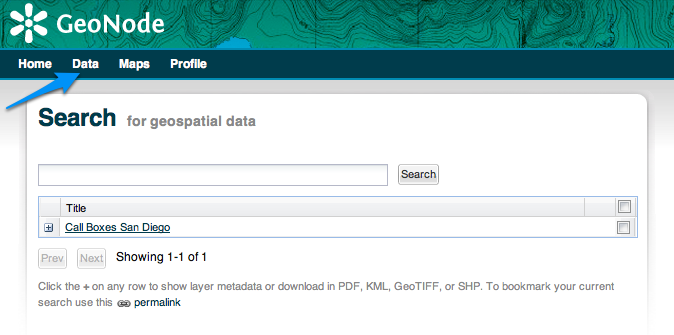 GeoNode
Home Data Maps Profile
Search for geospatial data
Search
Title
Call Boxes San Diego
Prev Next Showing 1-1 of 1
Click the + on any row to show layer metadata or download in PDF, KML, GeoTIFF, or SHP. To bookmark your current
search use this permalink